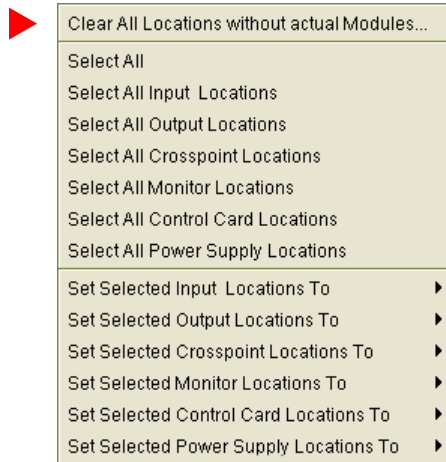 Clear All Locations without actual Modules...
Select All
Select All Input Locations
Select All Output Locations
Select All Crosspoint Locations
Select All Monitor Locations
Select All Control Card Locations
Select All Power Supply Locations
Set Selected Input Locations To
Set Selected Output Locations To
Set Selected Crosspoint Locations To
Set Selected Monitor Locations To
Set Selected Control Card Locations To
Set Selected Power Supply Locations To